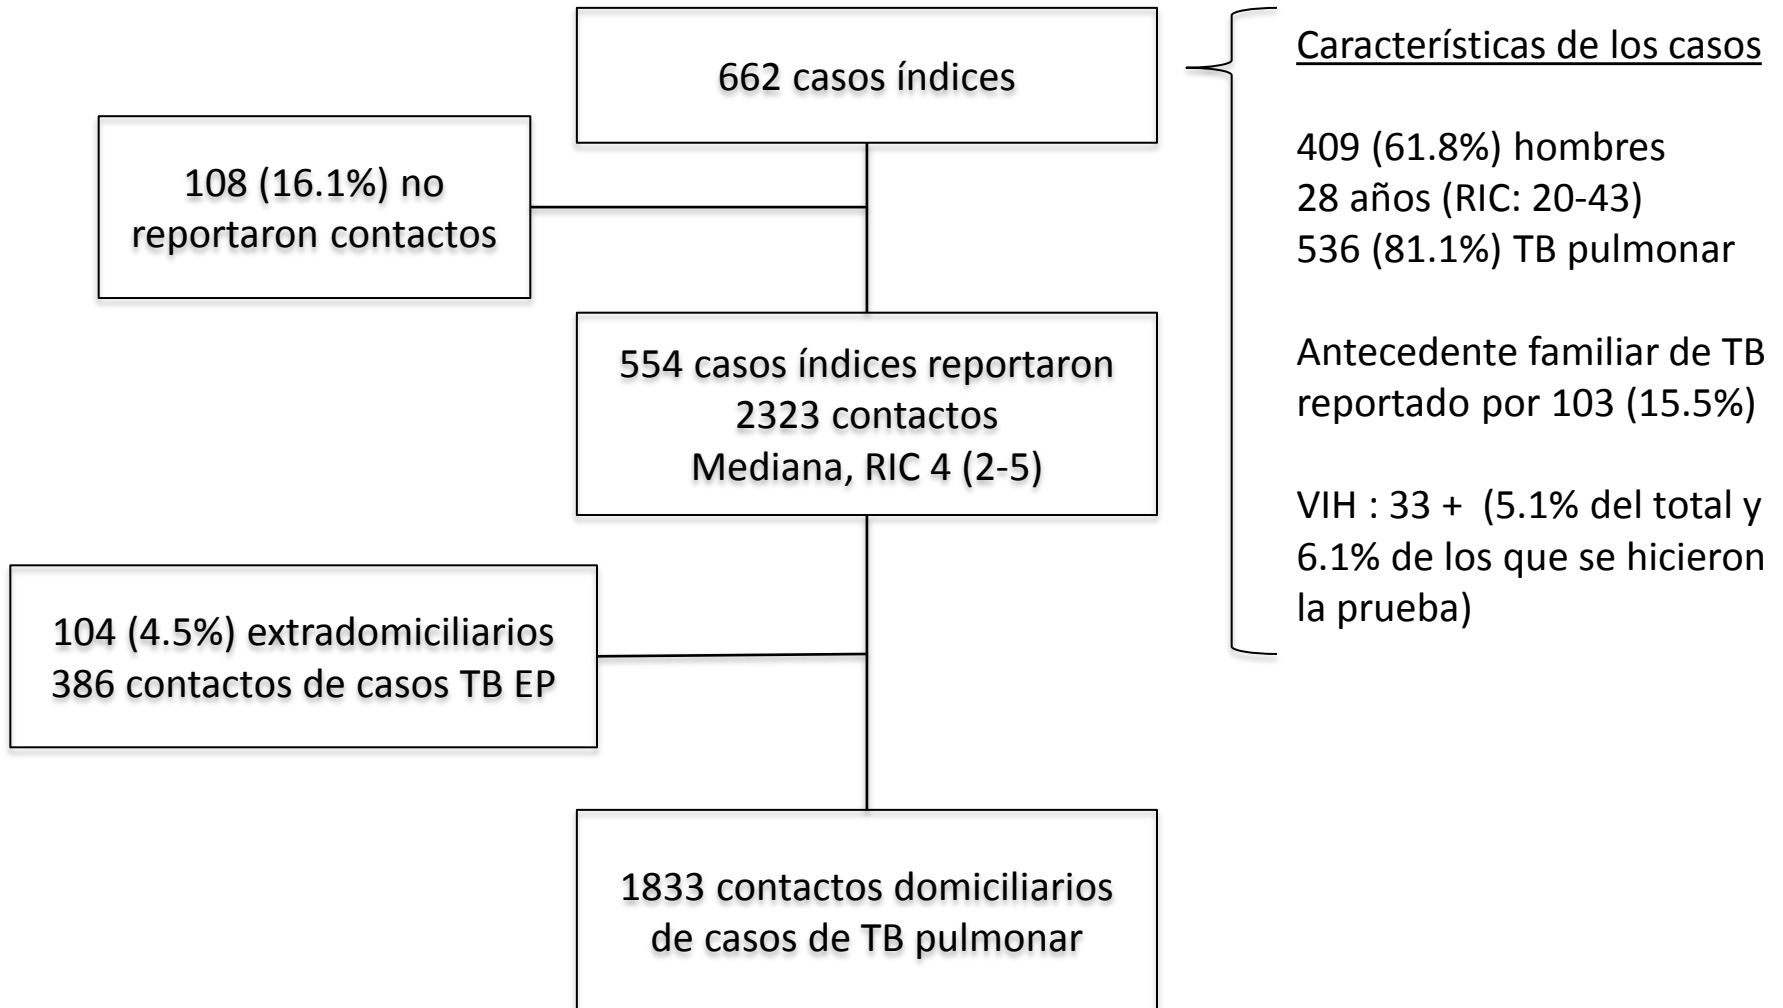 662 casos índices
108 (16.1%) no
reportaron contactos
554 casos índices reportaron
2323 contactos
Mediana, RIC 4 (2-5)
104 (4.5%) extradomiciliarios
386 contactos de casos TB EP
1833 contactos domiciliarios
de casos de TB pulmonar
Características de los casos
409 (61.8%) hombres
28 años (RIC: 20-43)
536 (81.1%) TB pulmonar
Antecedente familiar de TB
reportado por 103 (15.5%)
VIH : 33 + (5.1% del total y
6.1% de los que se hicieron
la prueba)